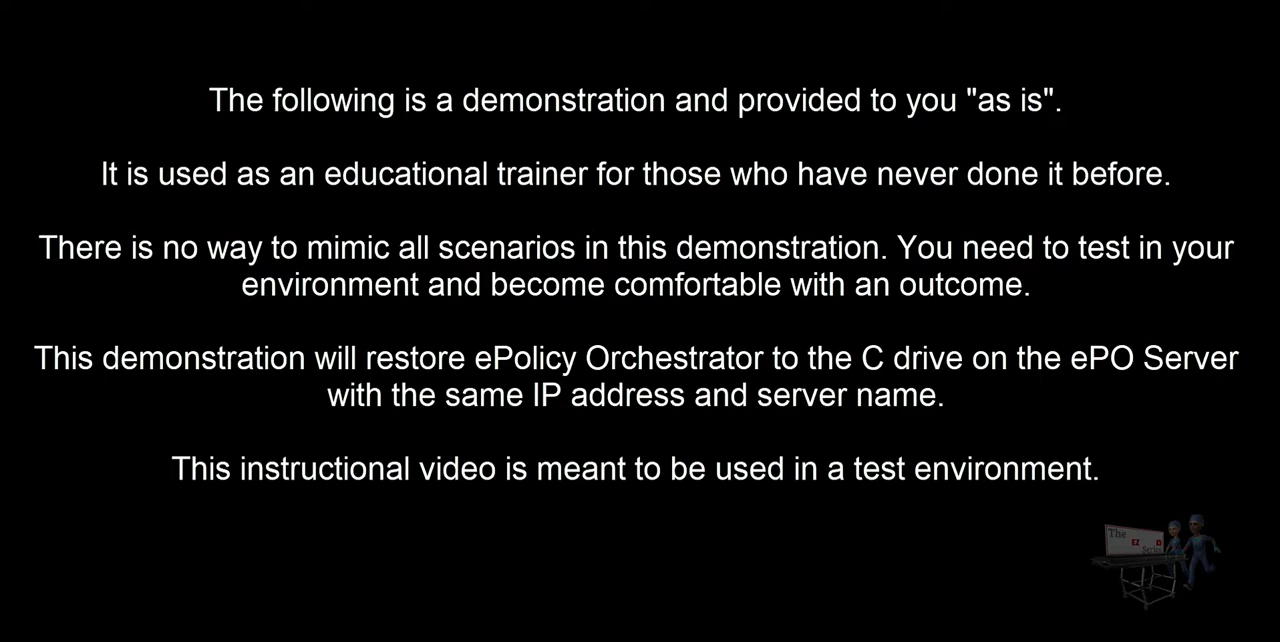 The following is a demonstration and provided to you "as is".
It is used as an educational trainer for those who have never done it before.
There is no way to mimic all scenarios in this demonstration. You need to test in your
environment and become comfortable with an outcome.
This demonstration will restore ePolicy Orchestrator to the C drive on the ePO Server
with the same IP address and server name.
This instructional video is meant to be used in a test environment.
The
EZ
Series